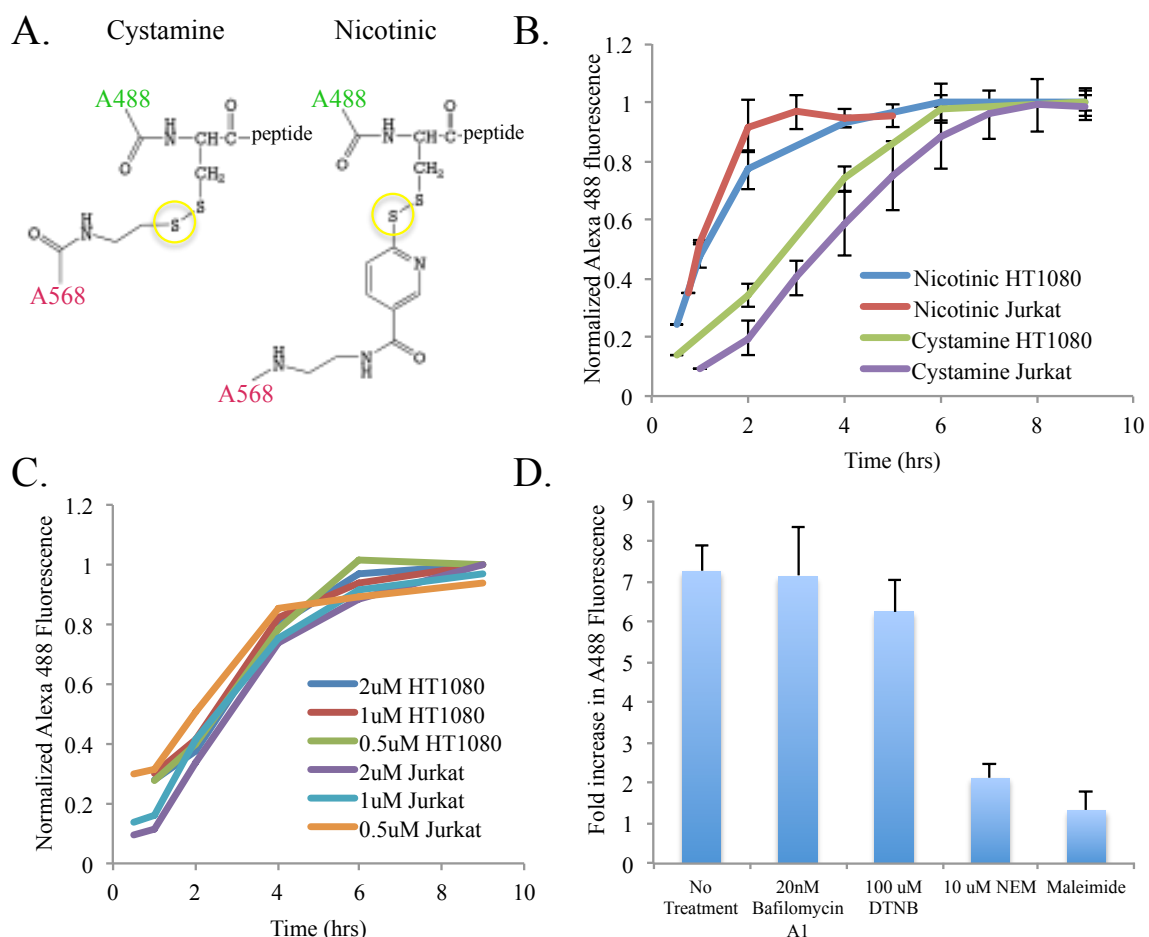 A.
Cystamine
Nicotinic
A488
O
H
N
CH-C-peptide
O
CH2
S
S
O
H
N
A568
A488
O
H
N
CH-C-peptide
O
CH2
S
S
N
H
N
N
H
O
A568
B.
Normalized Alexa 488 fluorescence
1.2
1
0.8
0.6
0.4
0.2
0
0
2
4
6
8
10
Time (hrs)
Nicotinic HT1080
Nicotinic Jurkat
Cystamine HT1080
Cystamine Jurkat
C.
Normalized Alexa 488 Fluorescence
1.2
1
0.8
0.6
0.4
0.2
0
0
2
4
6
8
10
Time (hrs)
2uM HT1080
1uM HT1080
0.5uM HT1080
2uM Jurkat
1uM Jurkat
0.5uM Jurkat
D.
Fold increase in A488 Fluorescence
9
8
7
6
5
4
3
2
1
0
No
Treatment
20nM
Bafilomycin
A1
100 uM
DTNB
10 uM NEM
Maleimide